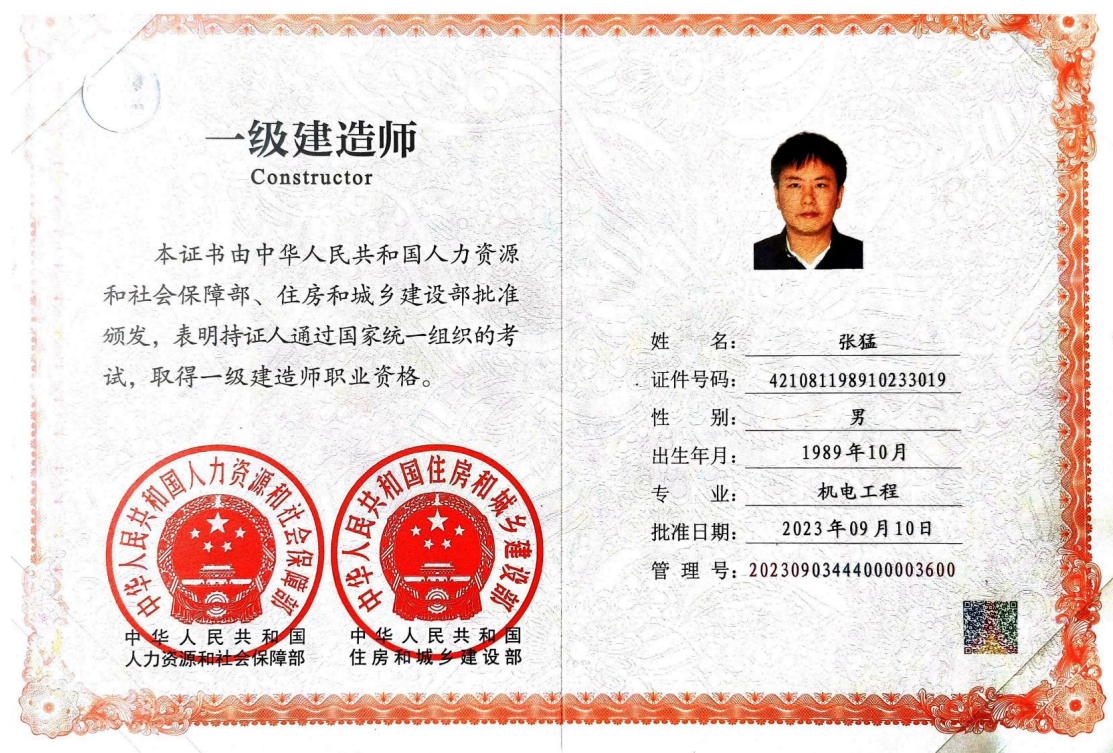 一级建造师
Constructor
本证书由中华人民共和国人力资源
和社会保障部、住房和城乡建设部批准
颁发，表明持证人通过国家统一组织的考
试，取得一级建造师职业资格。
中华人民共和国人力资源和社会保障部
中华人民共和国住房和城乡建设部
中华人民共和国
人力资源和社会保障部
中华人民共和国
住房和城乡建设部
姓 名： 张猛
证件号码： 421081198910233019
性 别： 男
出生年月： 1989年10月
专 业： 机电工程
批准日期： 2023年09月10日
管 理 号： 20230903444000003600